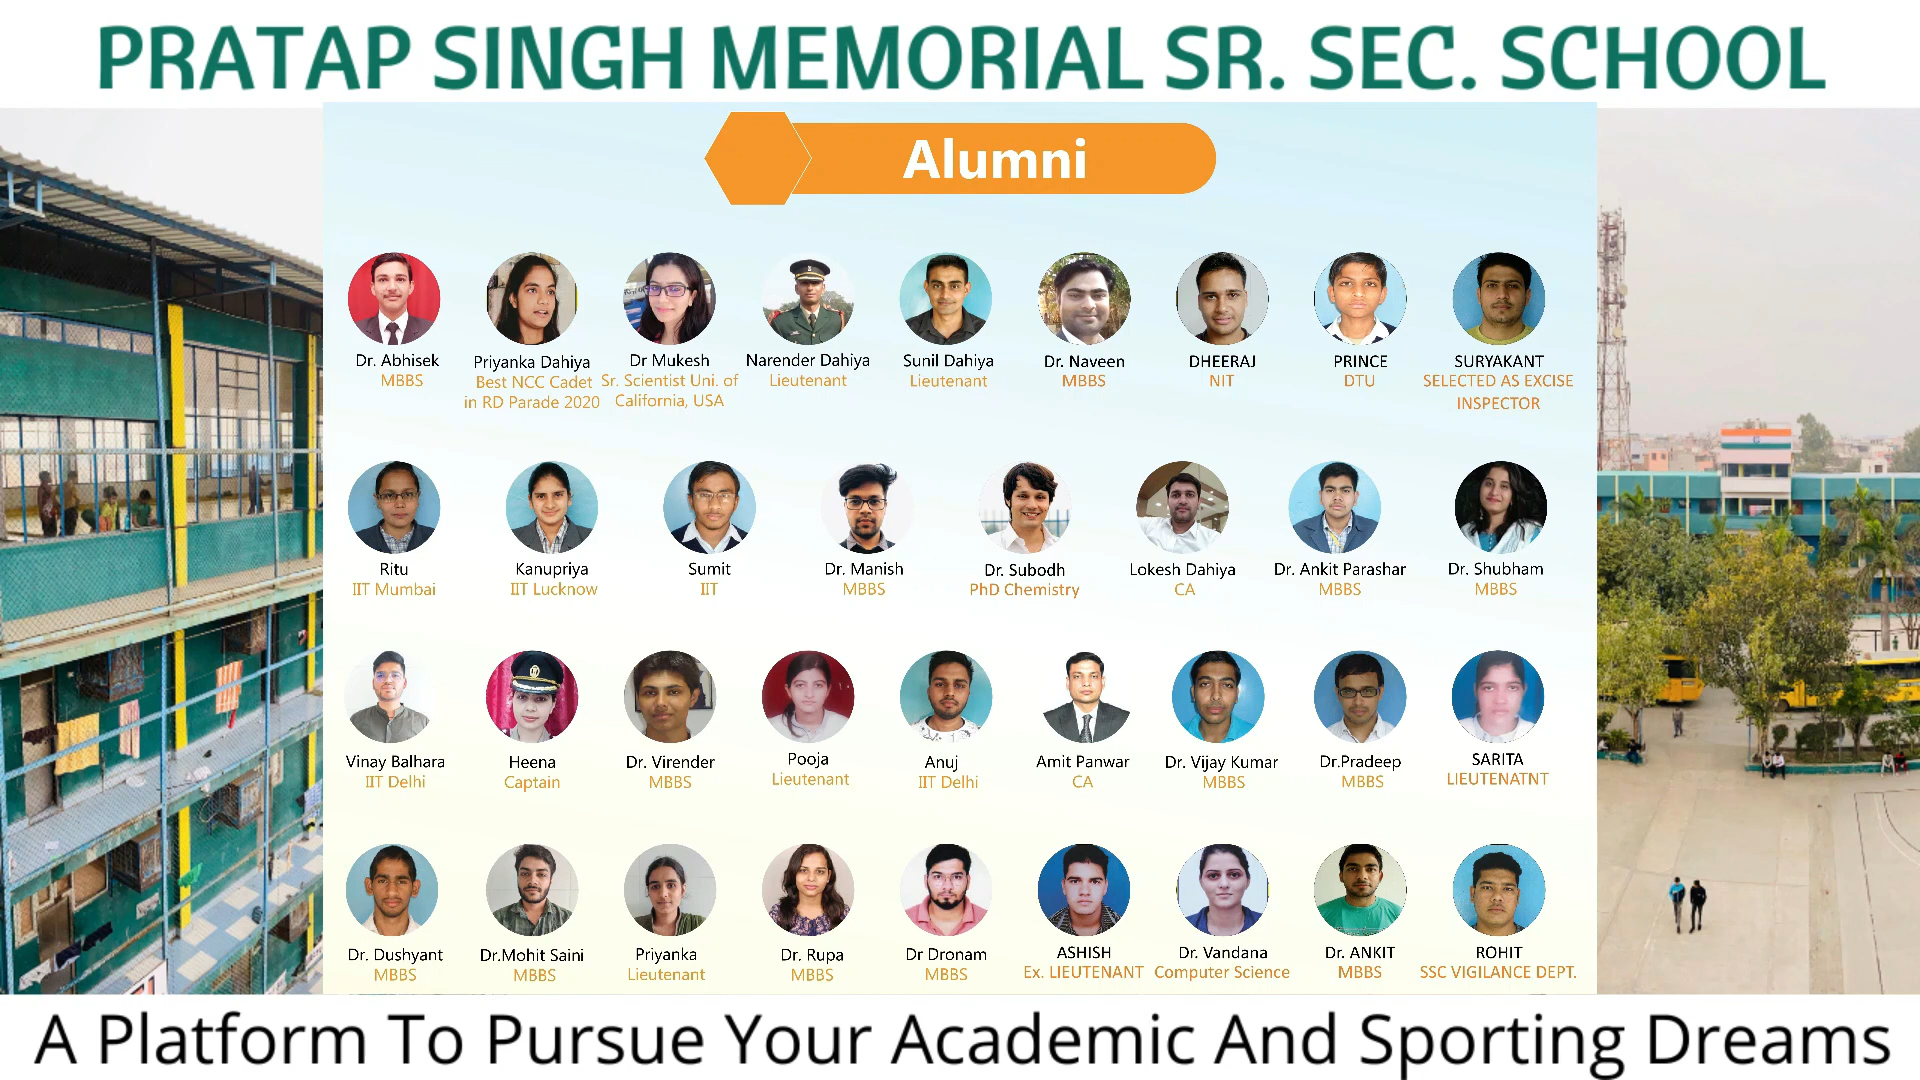 PRATAP SINGH MEMORIAL SR. SEC. SCHOOL
Alumni
Dr. Abhisek
MBBS
Priyanka Dahiya
Best NCC Cadet
in RD Parade 2020
Dr Mukesh
Sr. Scientist Uni. of
California, USA
Narender Dahiya
Lieutenant
Sunil Dahiya
Lieutenant
Dr. Naveen
MBBS
DHEERAJ
NIT
PRINCE
DTU
SURYAKANT
SELECTED AS EXCISE
INSPECTOR
Ritu
IIT Mumbai
Kanupriya
IIT Lucknow
Sumit
IIT
Dr. Manish
MBBS
Dr. Subodh
PhD Chemistry
Lokesh Dahiya
CA
Dr. Ankit Parashar
MBBS
Dr. Shubham
MBBS
Vinay Balhara
IIT Delhi
Heena
Captain
Dr. Virender
MBBS
Pooja
Lieutenant
Anuj
IIT Delhi
Amit Panwar
CA
Dr. Vijay Kumar
MBBS
Dr.Pradeep
MBBS
SARITA
LIEUTENATNT
Dr. Dushyant
MBBS
Dr.Mohit Saini
MBBS
Priyanka
Lieutenant
Dr. Rupa
MBBS
Dr Dronam
MBBS
ASHISH
Ex. LIEUTENANT
Dr. Vandana
Computer Science
Dr. ANKIT
MBBS
ROHIT
SSC VIGILANCE DEPT.
A Platform To Pursue Your Academic And Sporting Dreams